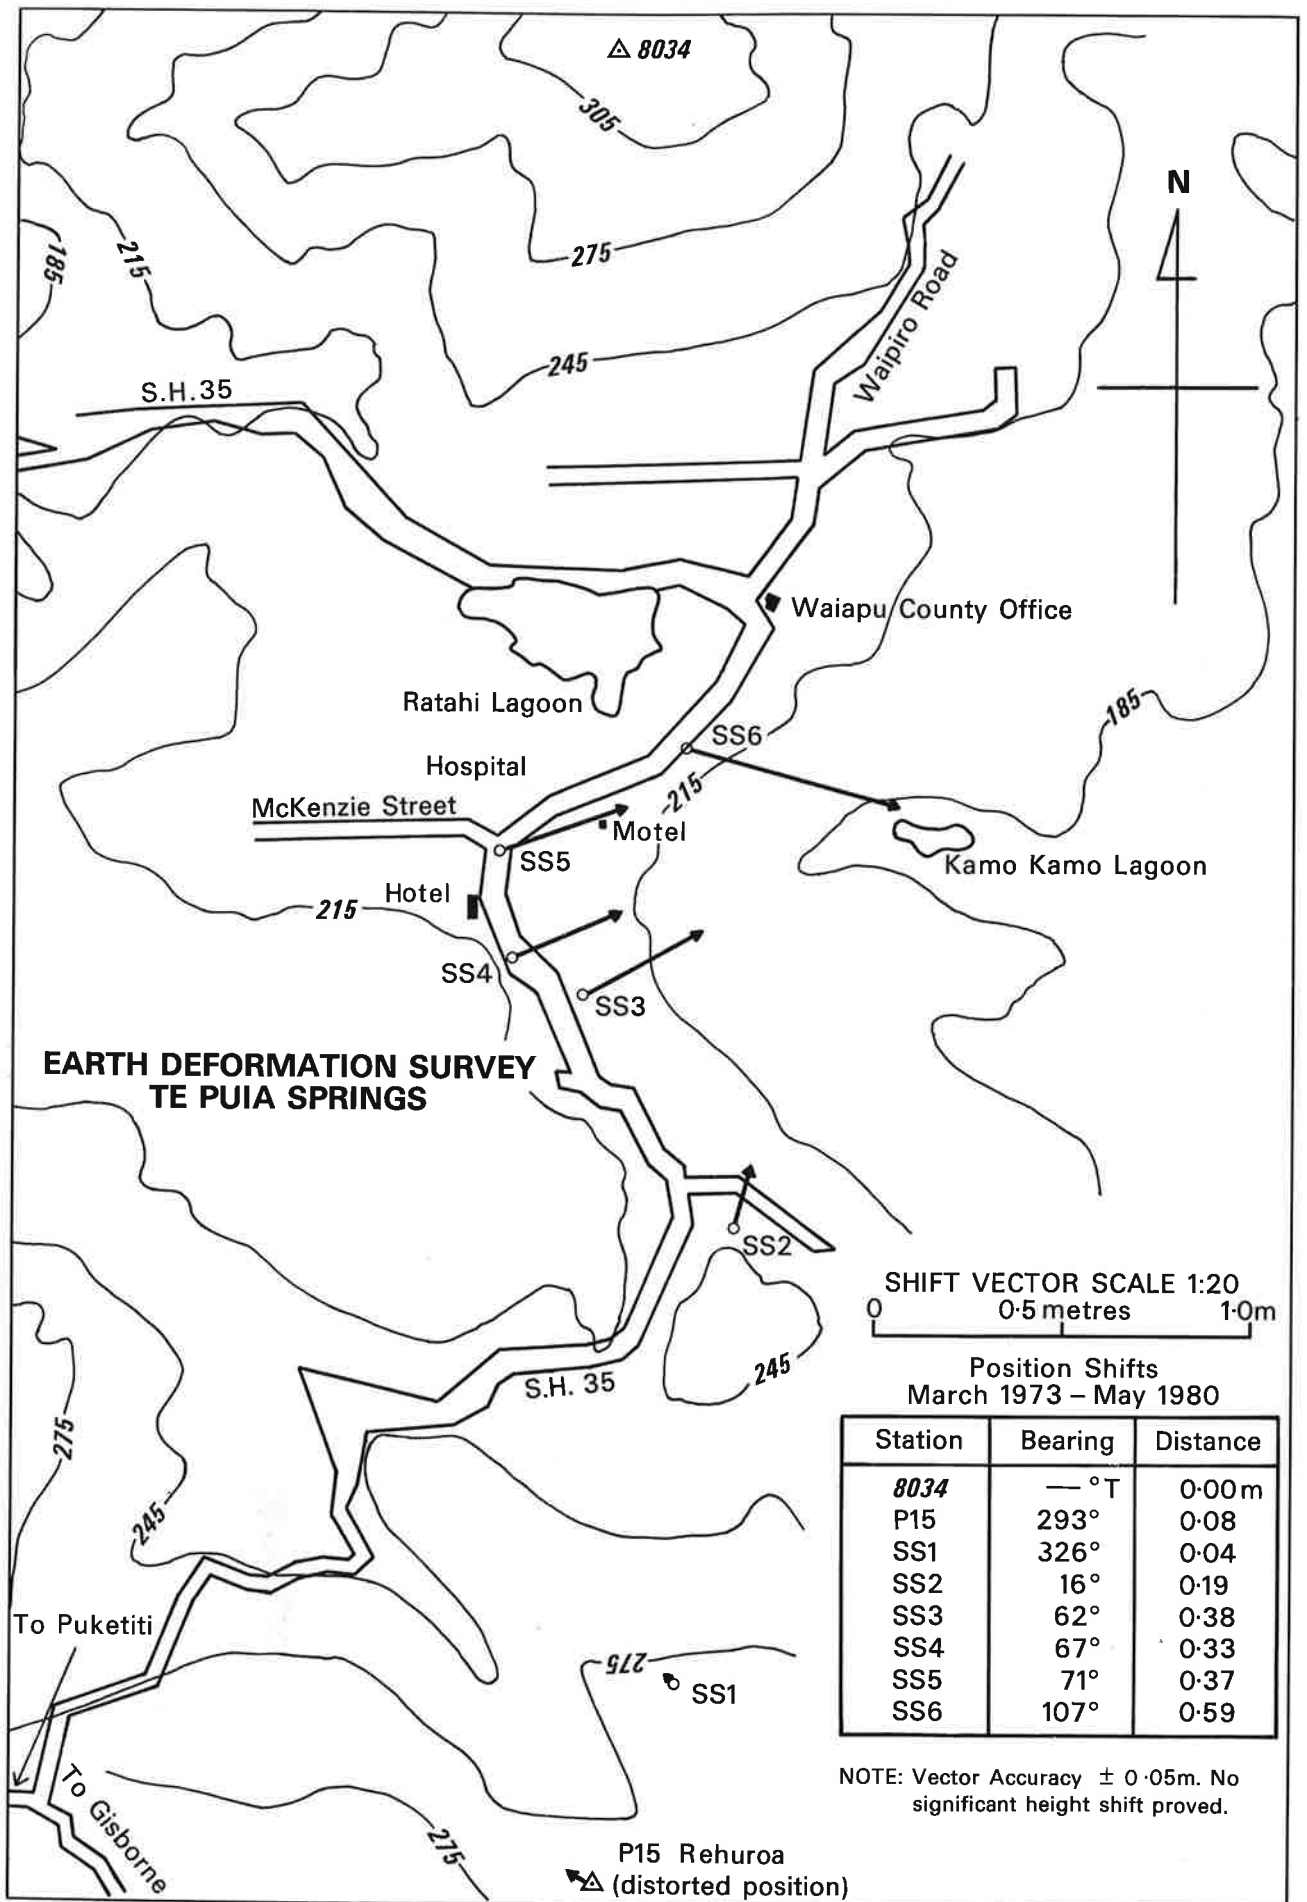 8034
305
N
275
185
215
Waipiro Road
245
S.H.35
Waiapu County Office
Ratahi Lagoon
185
SS6
Hospital
215
McKenzie Street
Motel
SS5
Kamo Kamo Lagoon
Hotel
215
SS4
SS3
EARTH DEFORMATION SURVEY
TE PUIA SPRINGS
SS2
SHIFT VECTOR SCALE 1:20
0 0·5 metres 1·0m
245
Position Shifts
March 1973 – May 1980
S.H. 35
275
Station Bearing Distance
8034 — °T 0·00m
P15 293° 0·08
SS1 326° 0·04
SS2 16° 0·19
SS3 62° 0·38
SS4 67° 0·33
SS5 71° 0·37
SS6 107° 0·59
245
To Puketiti
275
SS1
NOTE: Vector Accuracy ± 0·05m. No
significant height shift proved.
To Gisborne
275
P15 Rehuroa
(distorted position)